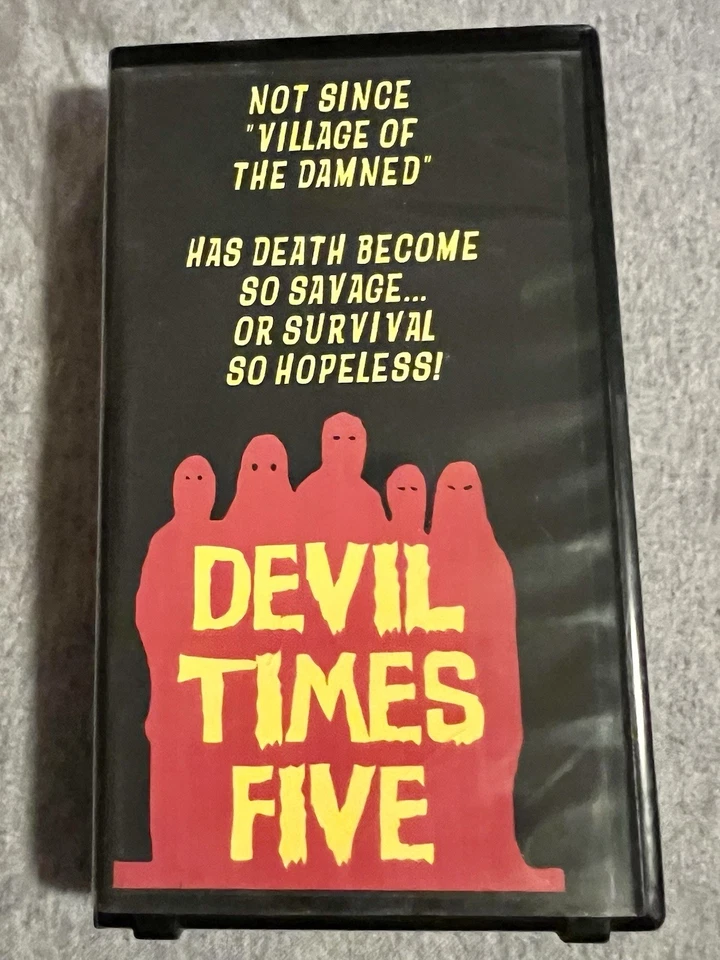 NOT SINCE
"VILLAGE OF
THE DAMNED"
HAS DEATH BECOME
SO SAVAGE...
OR SURVIVAL
SO HOPELESS!
DEVIL
TIMES
FIVE